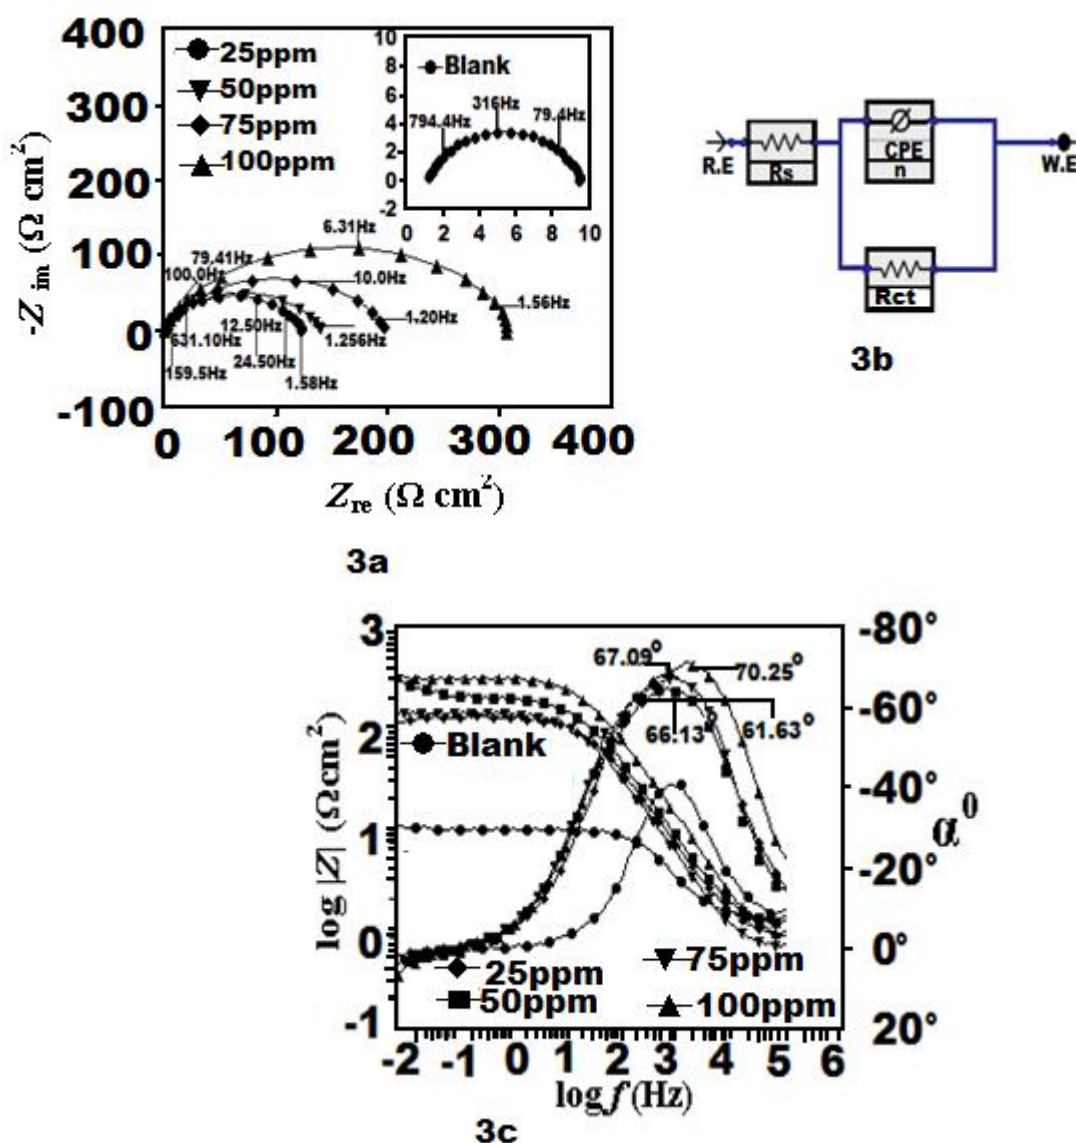 400
300
200
100
0
-100
-Z im (Ω cm²)
25ppm
50ppm
75ppm
100ppm
10
8
6
4
2
0
-2
Blank
794.4Hz
316Hz
79.4Hz
0 2 4 6 8 10
6.31Hz
79.41Hz
100.0Hz
10.0Hz
1.56Hz
1.20Hz
12.50Hz
631.10Hz
1.256Hz
24.50Hz
159.5Hz
1.58Hz
0 100 200 300 400
Z re (Ω cm²)
3a
R.E
Rs
CPE
n
W.E
Rct
3b
3
2
1
0
-1
log |Z| (Ωcm²)
67.09°
70.25°
66.13°
61.63°
Blank
25ppm
50ppm
75ppm
100ppm
-80°
-60°
-40°
-20°
0°
20°
α⁰
-2 -1 0 1 2 3 4 5 6
log f (Hz)
3c